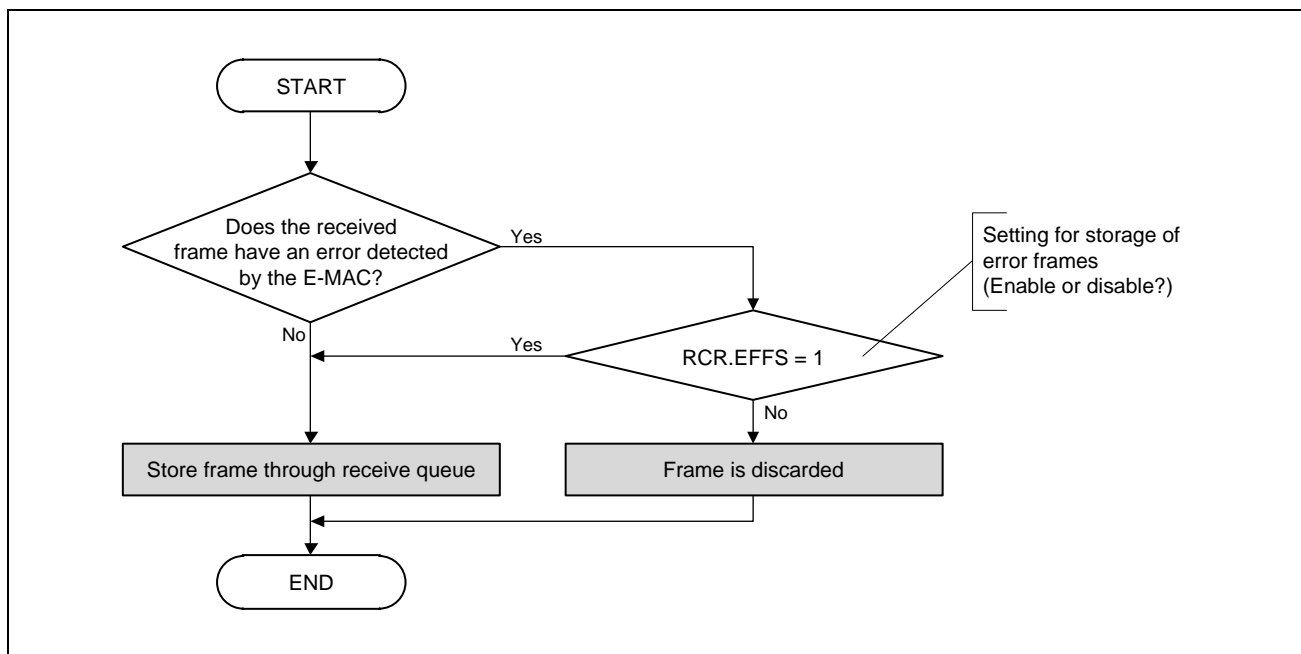 START
Does the received
frame have an error detected
by the E-MAC?
Yes
Setting for storage of
error frames
(Enable or disable?)
No
Yes
RCR.EFFS = 1
No
Store frame through receive queue
Frame is discarded
END